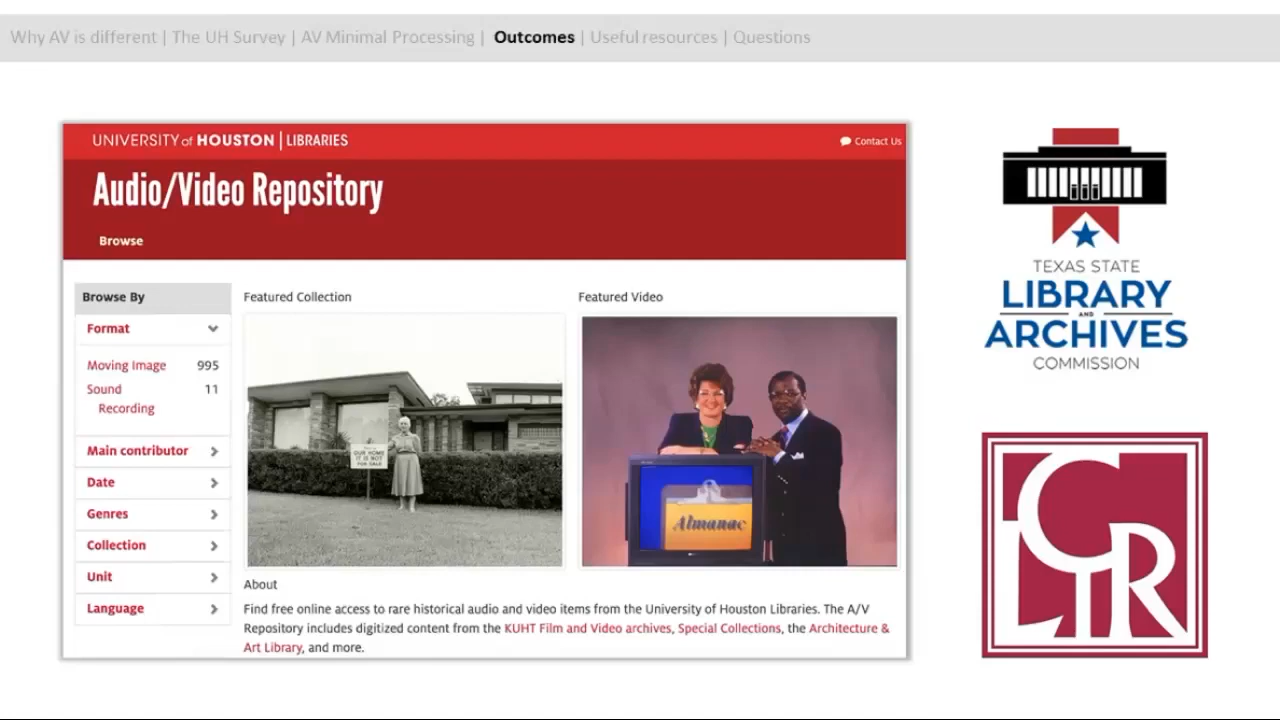 Why AV is different | The UH Survey | AV Minimal Processing | Outcomes | Useful resources | Questions
UNIVERSITY of HOUSTON | LIBRARIES
Contact Us
Audio/Video Repository
Browse
Browse By
Format
Moving Image 995
Sound 11
Recording
Main contributor
Date
Genres
Collection
Unit
Language
Featured Collection
OUR HOME
IT IS NOT
FOR SALE
Featured Video
Almanac
About
Find free online access to rare historical audio and video items from the University of Houston Libraries. The A/V
Repository includes digitized content from the KUHT Film and Video archives, Special Collections, the Architecture &
Art Library, and more.
TEXAS STATE
LIBRARY
AND
ARCHIVES
COMMISSION
CLIR